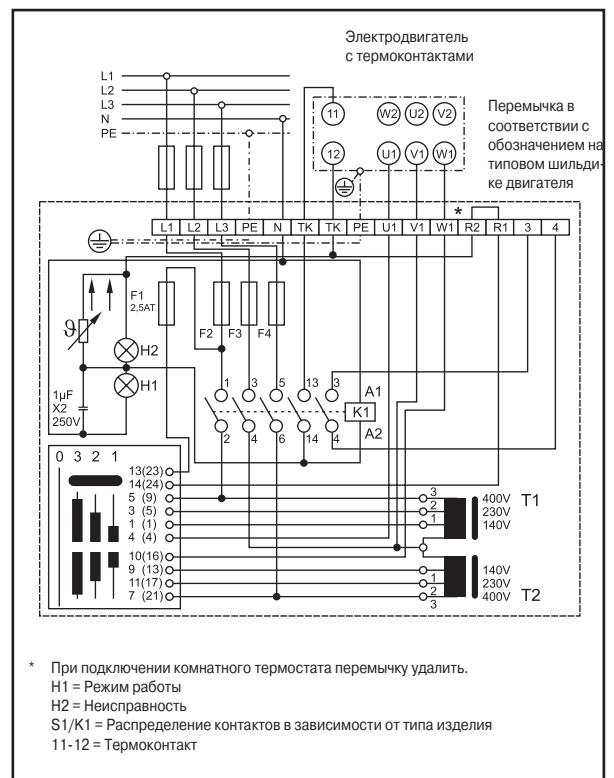 Электродвигатель
с термоконтактами
L1
L2
L3
N
PE
11 W2 U2 V2
12 U1 V1 W1
Перемычка в
соответствии с
обозначением на
типовом шильди-
ке двигателя
*
L1 L2 L3 PE N TK TK PE U1 V1 W1 R2 R1 3 4
F1
2,5AT
F2 F3 F4
ϑ
H2
H1
1µF
X2
250V
1 3 5 13 3
A1
K1
A2
2 4 6 14 4
0 3 2 1
13(23)
14(24)
5 (9)
3 (5)
1 (1)
4 (4)
10(16)
9 (13)
11(17)
7 (21)
3 400V T1
2 230V
1 140V
140V
1 230V
2 400V T2
3
* При подключении комнатного термостата перемычку удалить.
H1 = Режим работы
H2 = Неисправность
S1/K1 = Распределение контактов в зависимости от типа изделия
11-12 = Термоконтакт